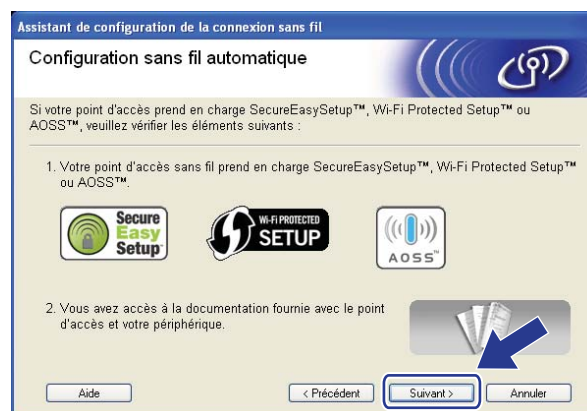 Assistant de configuration de la connexion sans fil
Configuration sans fil automatique
Si votre point d'accès prend en charge SecureEasySetup™, Wi-Fi Protected Setup™ ou
AOSS™, veuillez vérifier les éléments suivants :
1. Votre point d'accès sans fil prend en charge SecureEasySetup™, Wi-Fi Protected Setup™
ou AOSS™.
Secure
Easy
Setup
WI-FI PROTECTED
SETUP
AOSS™
2. Vous avez accès à la documentation fournie avec le point
d'accès et votre périphérique.
Aide
< Précédent
Suivant >
Annuler